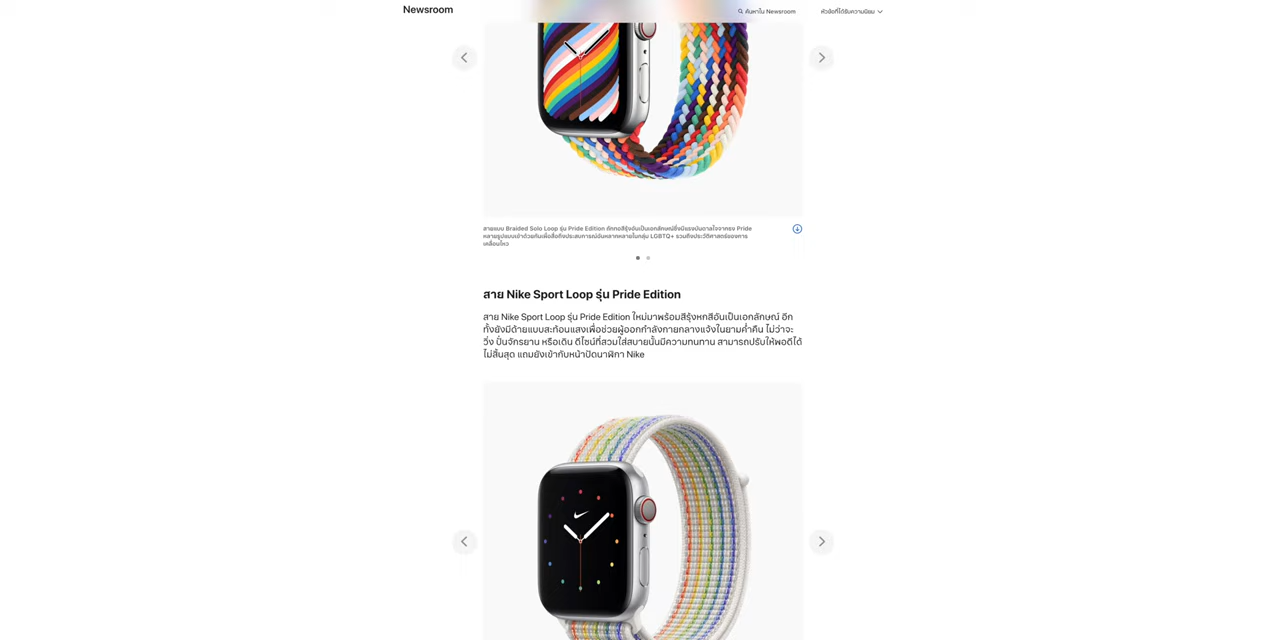 Newsroom
ค้นหาใน Newsroom
หัวข้อที่ได้รับความนิยม
สายแบบ Braided Solo Loop รุ่น Pride Edition ถักทอสีรุ้งอันเป็นเอกลักษณ์ซึ่งมีแรงบันดาลใจจากธง Pride
หลายรูปแบบเข้าด้วยกันเพื่อสื่อถึงประสบการณ์อันหลากหลายในกลุ่ม LGBTQ+ รวมถึงประวัติศาสตร์ของการ
เคลื่อนไหว
สาย Nike Sport Loop รุ่น Pride Edition
สาย Nike Sport Loop รุ่น Pride Edition ใหม่มาพร้อมสีรุ้งหกสีอันเป็นเอกลักษณ์ อีก
ทั้งยังมีด้ายแบบสะท้อนแสงเพื่อช่วยผู้ออกกำลังกายกลางแจ้งในยามค่ำคืน ไม่ว่าจะ
วิ่ง ปั่นจักรยาน หรือเดิน ดีไซน์ที่สวมใส่สบายนั้นมีความทนทาน สามารถปรับให้พอดีได้
ไม่สิ้นสุด แถมยังเข้ากับหน้าปัดนาฬิกา Nike